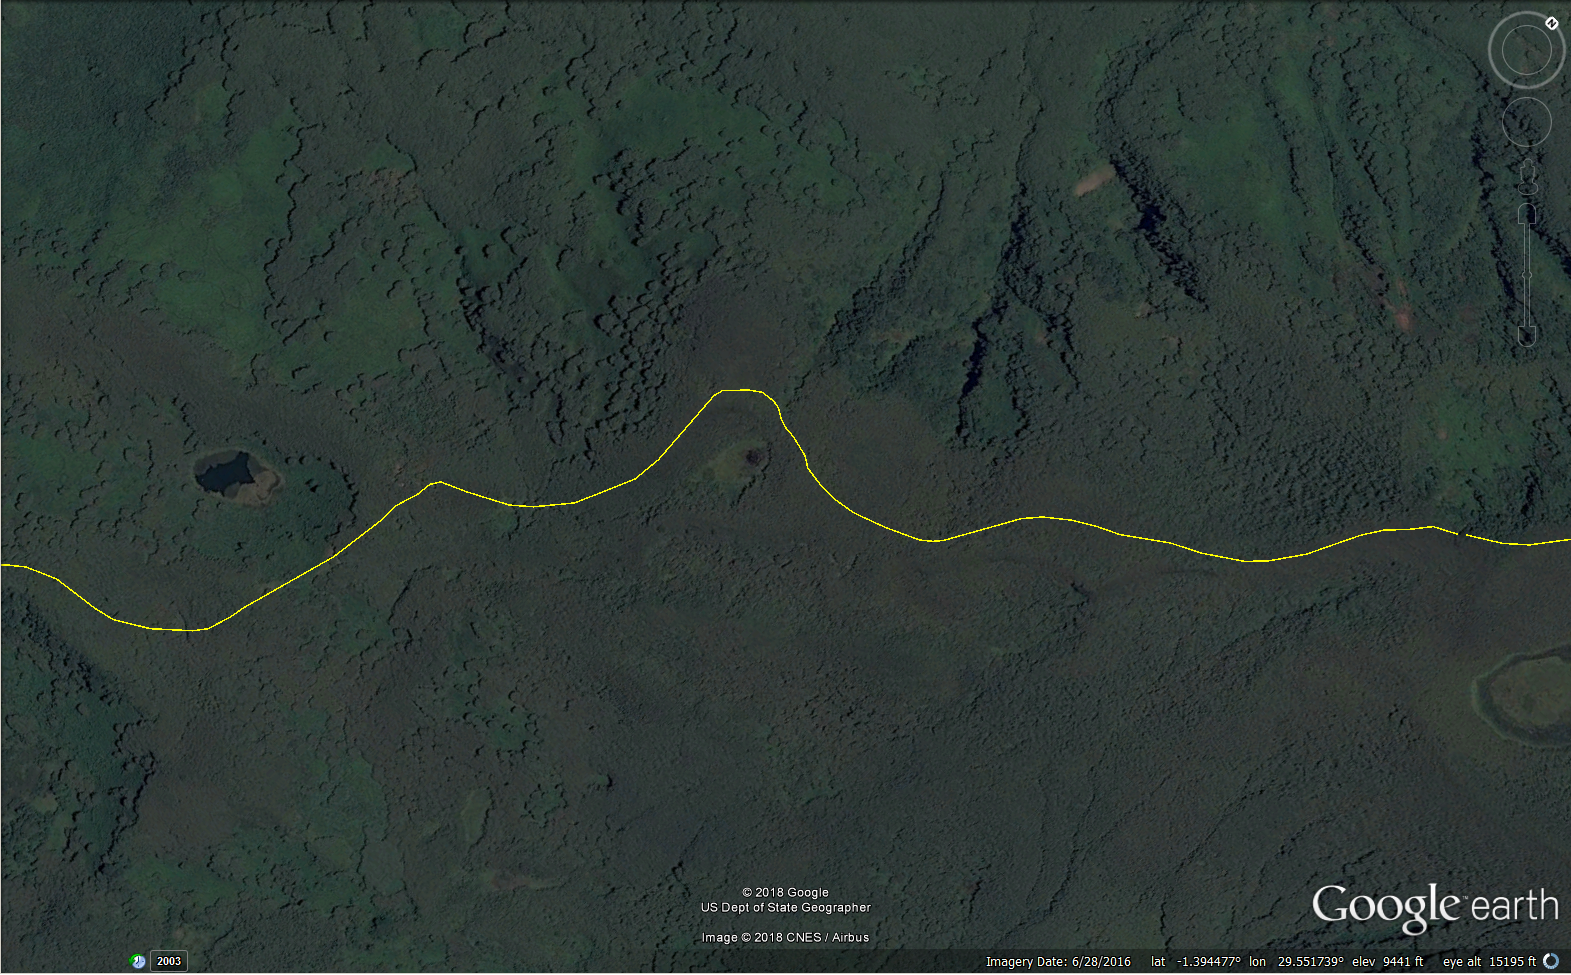 N
© 2018 Google
US Dept of State Geographer
Image © 2018 CNES / Airbus
Google™ earth
2003
Imagery Date: 6/28/2016 lat -1.394477° lon 29.551739° elev 9441 ft eye alt 15195 ft